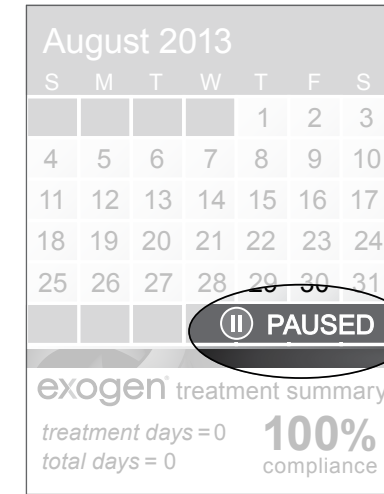 August 2013
S M T W T F S
1 2 3
4 5 6 7 8 9 10
11 12 13 14 15 16 17
18 19 20 21 22 23 24
25 26 27 28 29 30 31
PAUSED
exogen® treatment summary
treatment days = 0
total days = 0
100%
compliance